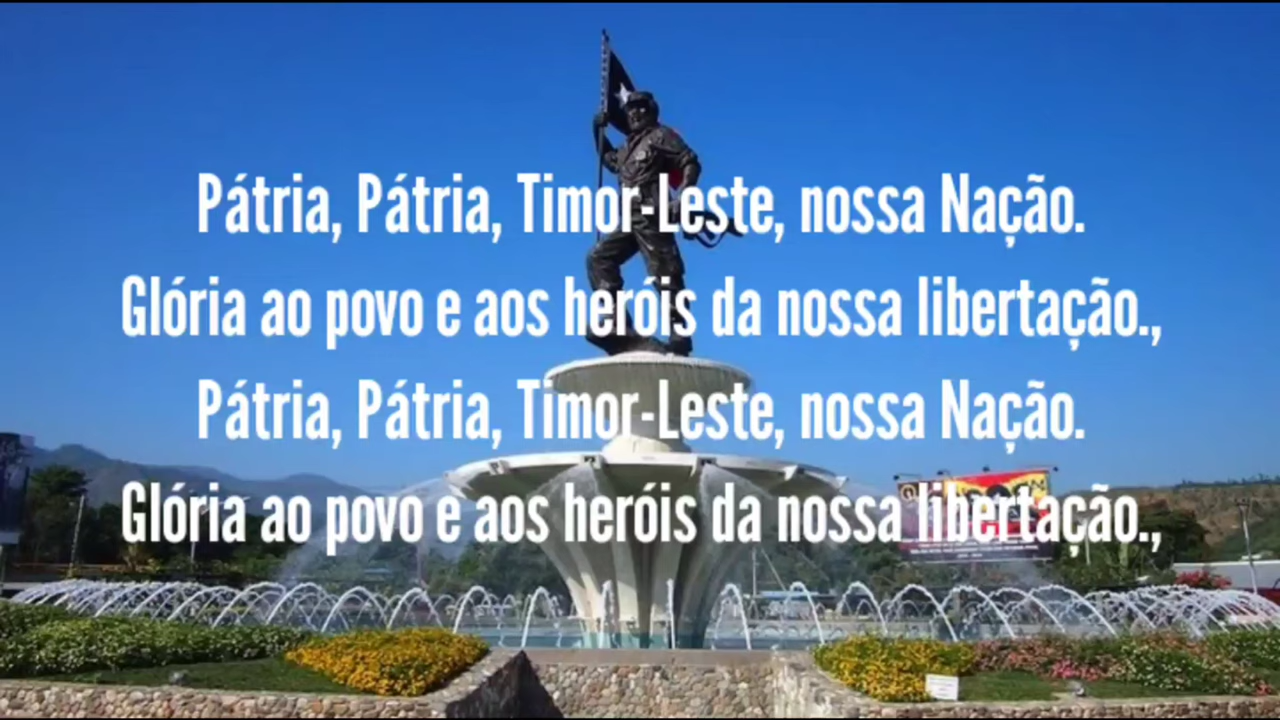 Pátria, Pátria, Timor-Leste, nossa Nação.
Glória ao povo e aos heróis da nossa libertação.,
Pátria, Pátria, Timor-Leste, nossa Nação.
Glória ao povo e aos heróis da nossa libertação.,